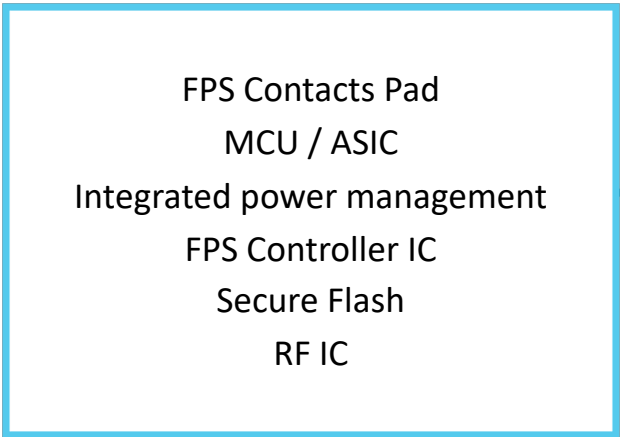 FPS Contacts Pad
MCU / ASIC
Integrated power management
FPS Controller IC
Secure Flash
RF IC